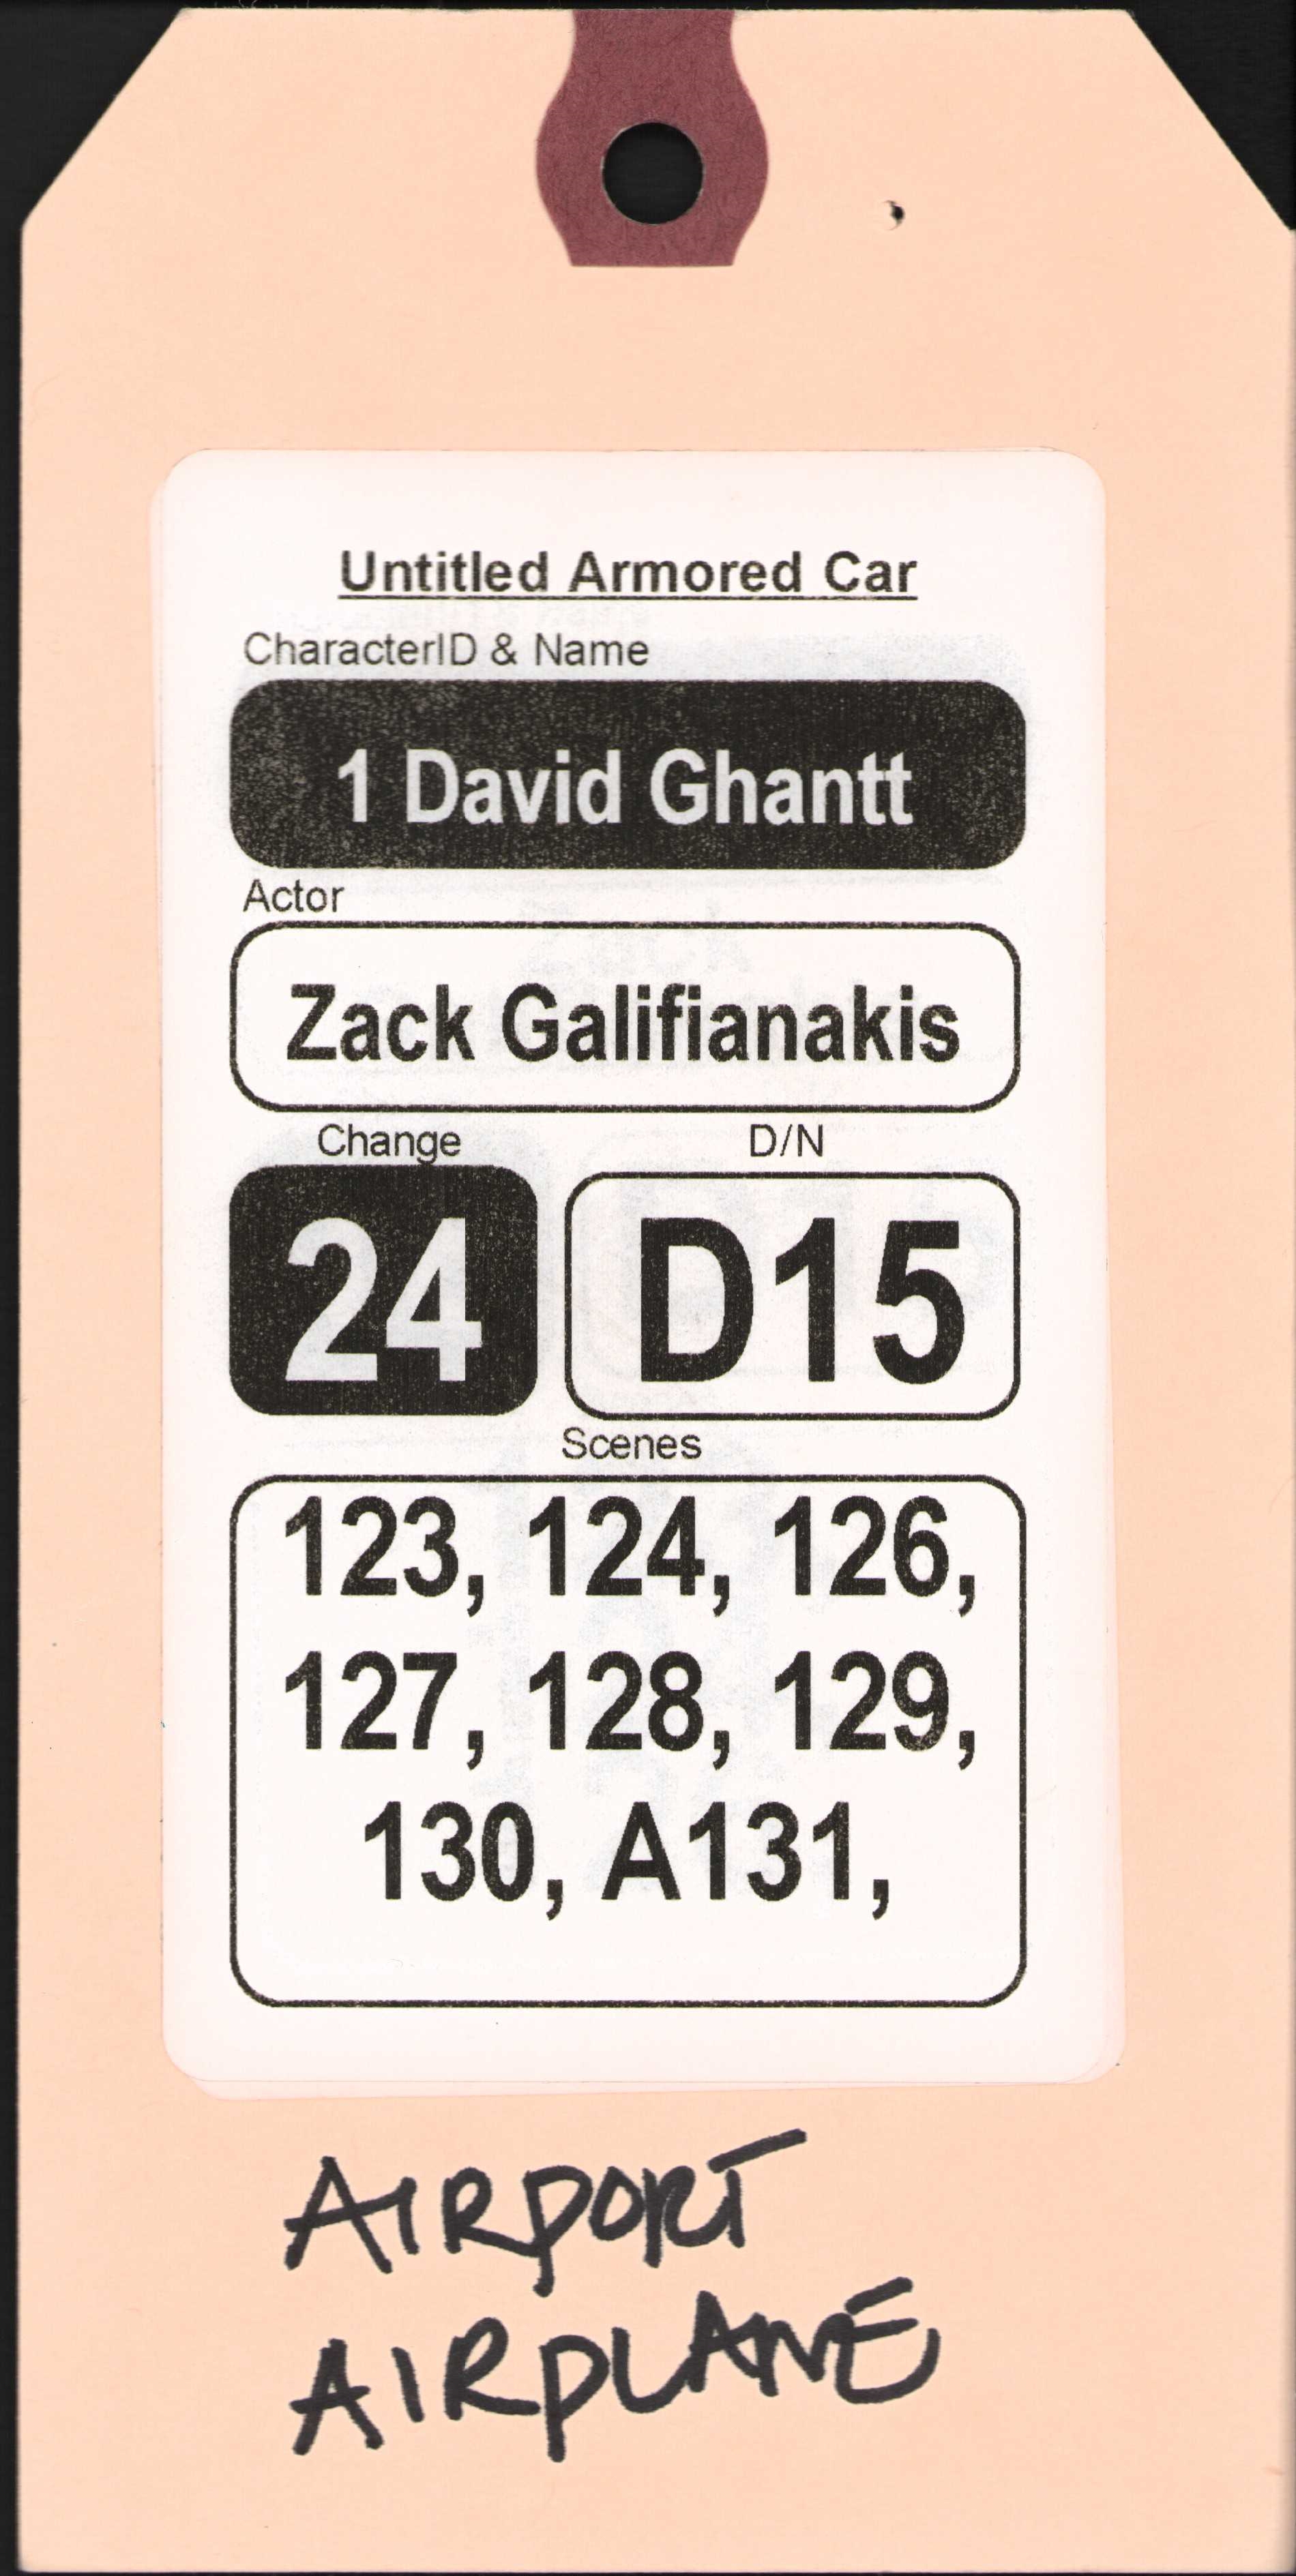 Untitled Armored Car
CharacterID & Name
1 David Ghantt
Actor
Zack Galifianakis
Change D/N
24 D15
Scenes
123, 124, 126,
127, 128, 129,
130, A131,
AIRPORT
AIRPLANE